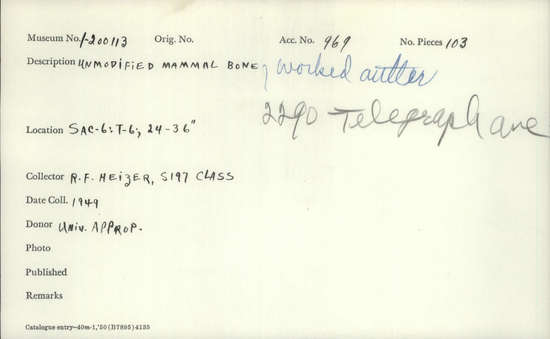 Museum No. 1-200113 Orig. No. Acc. No. 969 No. Pieces 103
Description UNMODIFIED MAMMAL BONE, worked antler
2290 Telegraph ave
Location SAC-6: T-6; 24-36"
Collector R.F. HEIZER, S197 CLASS
Date Coll. 1949
Donor UNIV. APPROP.
Photo
Published
Remarks
Catalogue entry—40m-1,'50 (B7895) 4135